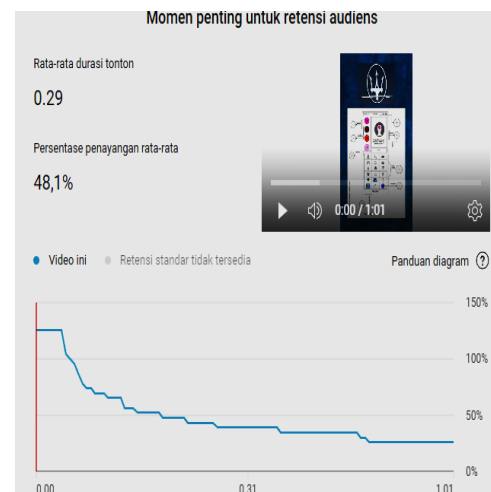 Momen penting untuk retensi audiens
Rata-rata durasi tonton
0.29
Persentase penayangan rata-rata
48,1%
0:00 / 1:01
Video ini
Retensi standar tidak tersedia
Panduan diagram ?
150%
100%
50%
0%
0.00
0.31
1.01